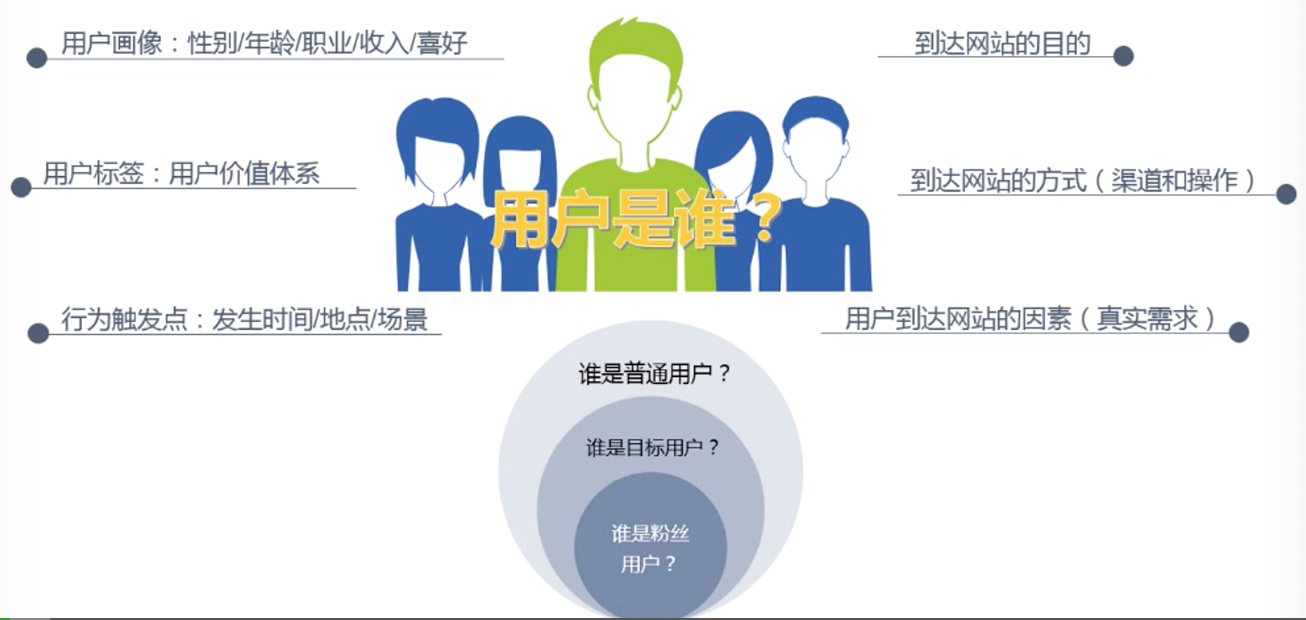 用户画像：性别/年龄/职业/收入/喜好
到达网站的目的
用户标签：用户价值体系
到达网站的方式（渠道和操作）
用户是谁？
行为触发点：发生时间/地点/场景
用户到达网站的因素（真实需求）
谁是普通用户？
谁是目标用户？
谁是粉丝
用户？